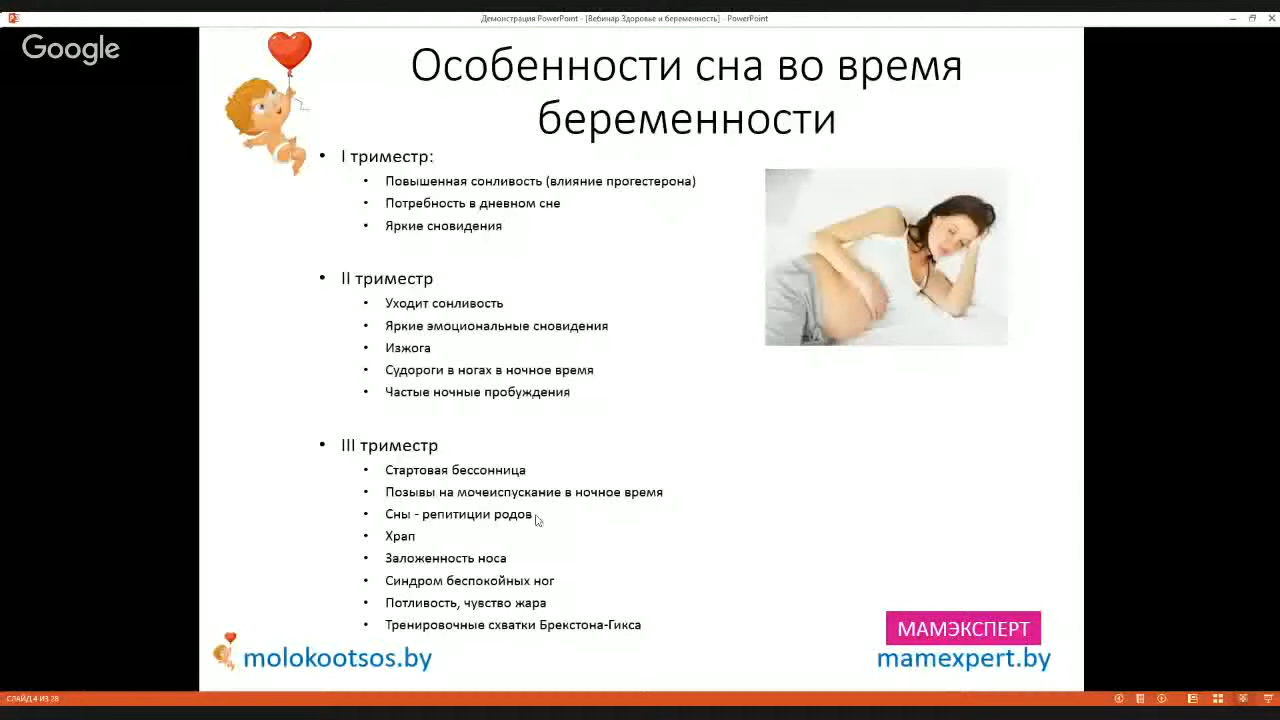 Демонстрация PowerPoint - [Вебинар Здоровье и беременность] - PowerPoint
Google
Особенности сна во время
беременности
• I триместр:
• Повышенная сонливость (влияние прогестерона)
• Потребность в дневном сне
• Яркие сновидения
• II триместр
• Уходит сонливость
• Яркие эмоциональные сновидения
• Изжога
• Судороги в ногах в ночное время
• Частые ночные пробуждения
• III триместр
• Стартовая бессонница
• Позывы на мочеиспускание в ночное время
• Сны - репитиции родов
• Храп
• Заложенность носа
• Синдром беспокойных ног
• Потливость, чувство жара
• Тренировочные схватки Брекстона-Гикса
МАМЭКСПЕРТ
molokootsos.by
mamexpert.by
СЛАЙД 4 ИЗ 28